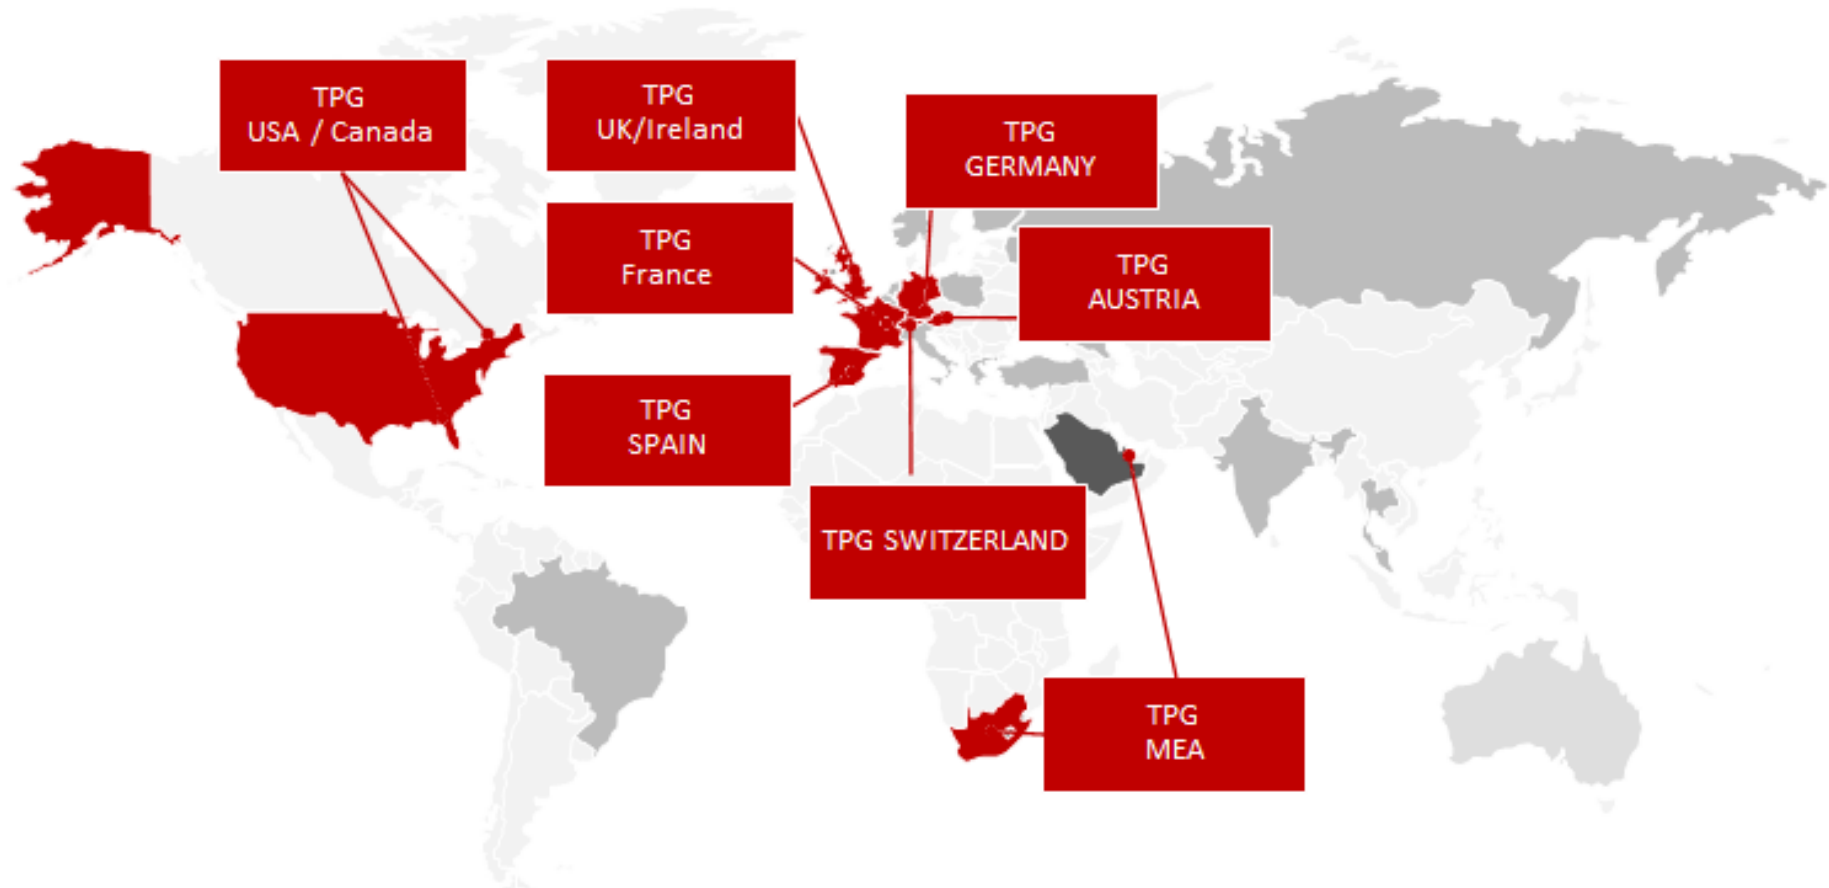 TPG
USA / Canada
TPG
UK/Ireland
TPG
GERMANY
TPG
France
TPG
AUSTRIA
TPG
SPAIN
TPG SWITZERLAND
TPG
MEA